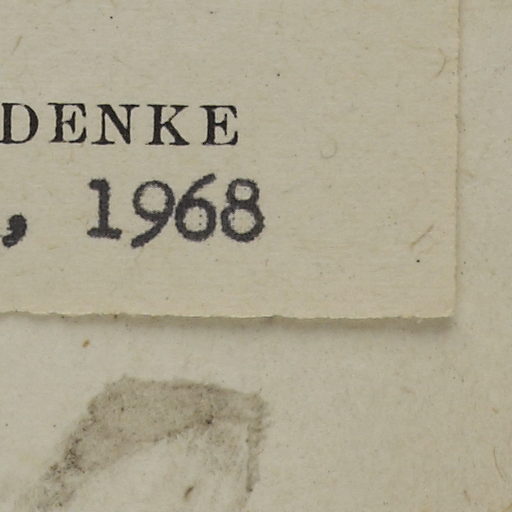 DENKE
, 1968